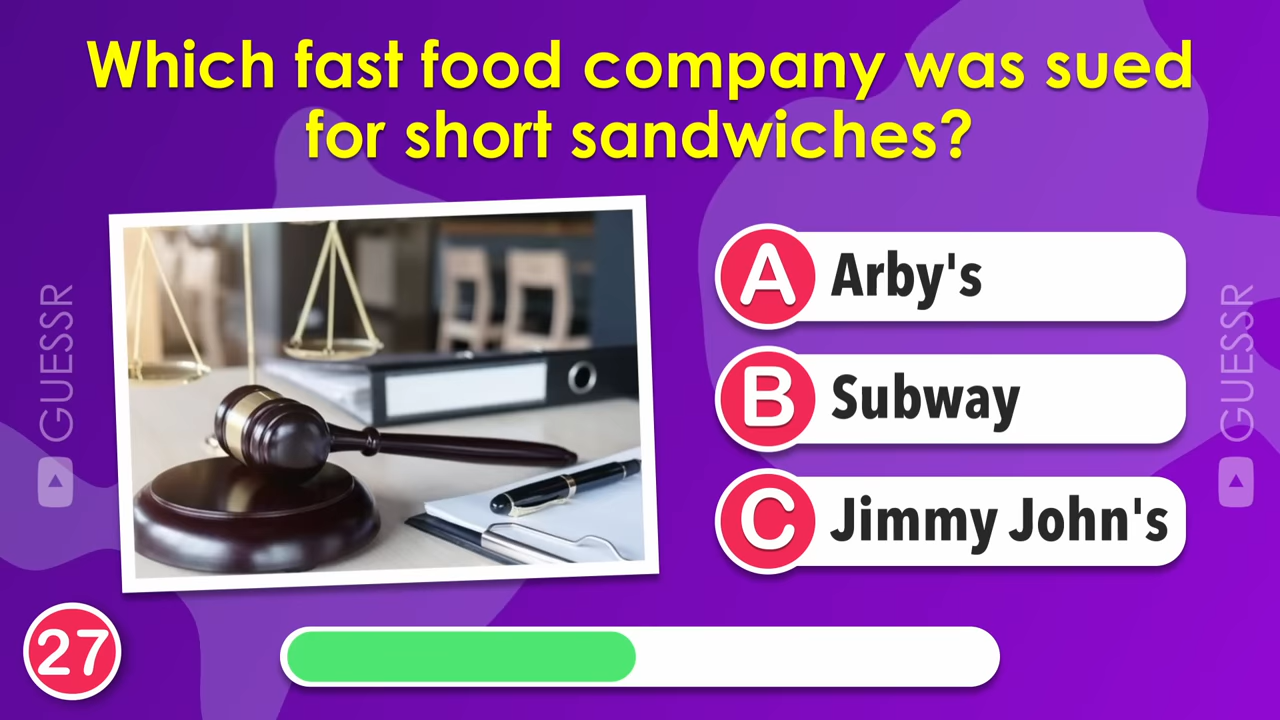 Which fast food company was sued
for short sandwiches?
A Arby's
B Subway
C Jimmy John's
GUESSR
GUESSR
27